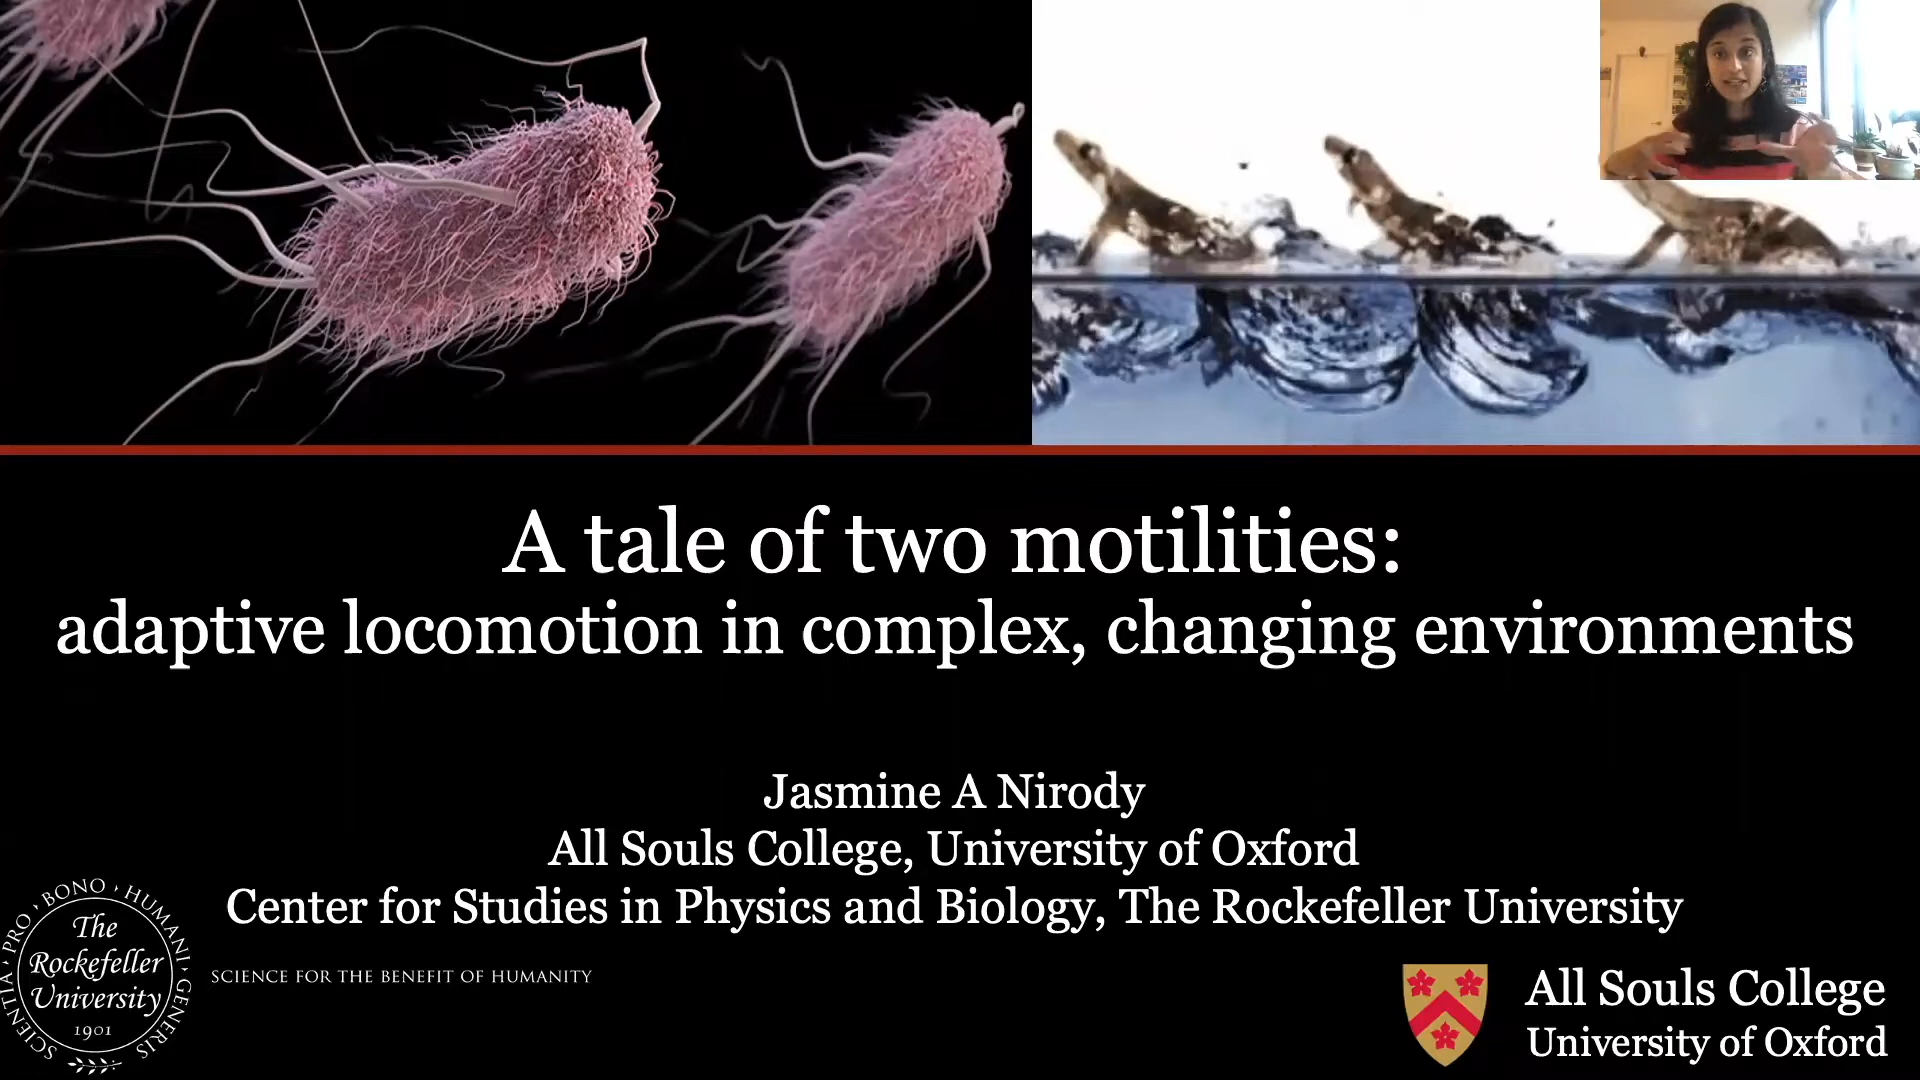 A tale of two motilities:
adaptive locomotion in complex, changing environments
Jasmine A Nirody
All Souls College, University of Oxford
Center for Studies in Physics and Biology, The Rockefeller University
SCIENTIA · PRO · BONO · HUMANI · GENERIS
The
Rockefeller
University
1901
SCIENCE FOR THE BENEFIT OF HUMANITY
All Souls College
University of Oxford